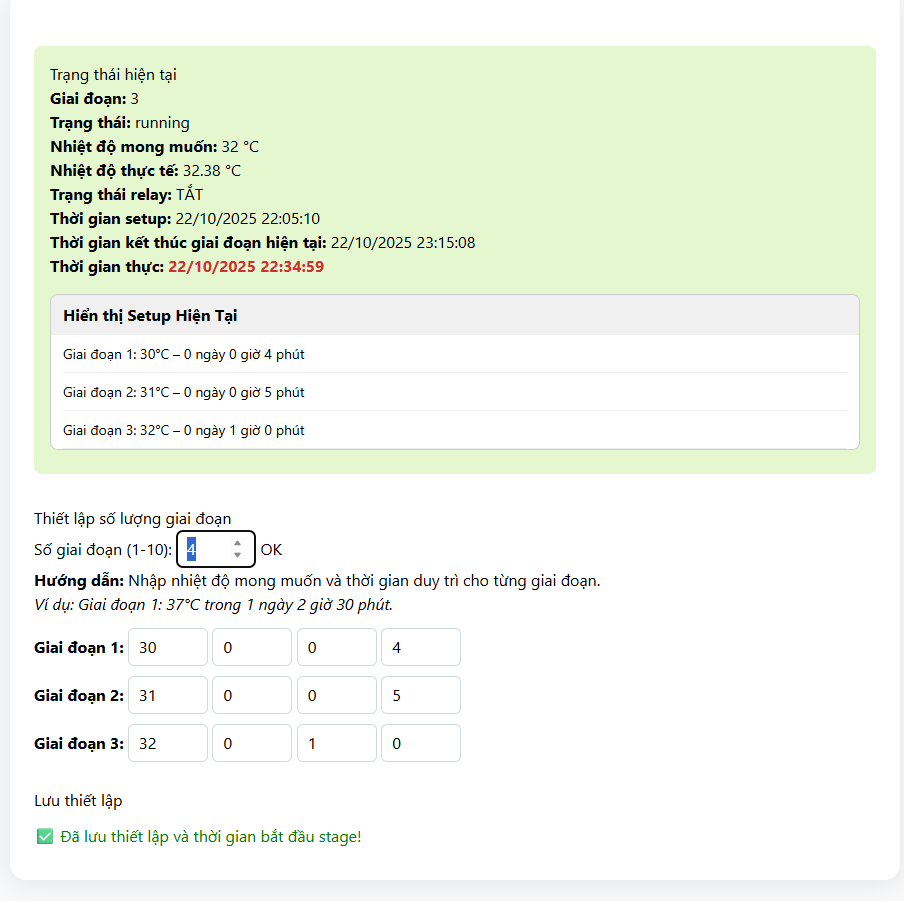 Trạng thái hiện tại
Giai đoạn: 3
Trạng thái: running
Nhiệt độ mong muốn: 32 °C
Nhiệt độ thực tế: 32.38 °C
Trạng thái relay: TẮT
Thời gian setup: 22/10/2025 22:05:10
Thời gian kết thúc giai đoạn hiện tại: 22/10/2025 23:15:08
Thời gian thực: 22/10/2025 22:34:59
Hiển thị Setup Hiện Tại
Giai đoạn 1: 30°C – 0 ngày 0 giờ 4 phút
Giai đoạn 2: 31°C – 0 ngày 0 giờ 5 phút
Giai đoạn 3: 32°C – 0 ngày 1 giờ 0 phút
Thiết lập số lượng giai đoạn
Số giai đoạn (1-10): 4 OK
Hướng dẫn: Nhập nhiệt độ mong muốn và thời gian duy trì cho từng giai đoạn.
Ví dụ: Giai đoạn 1: 37°C trong 1 ngày 2 giờ 30 phút.
Giai đoạn 1: 30 0 0 4
Giai đoạn 2: 31 0 0 5
Giai đoạn 3: 32 0 1 0
Lưu thiết lập
✅ Đã lưu thiết lập và thời gian bắt đầu stage!